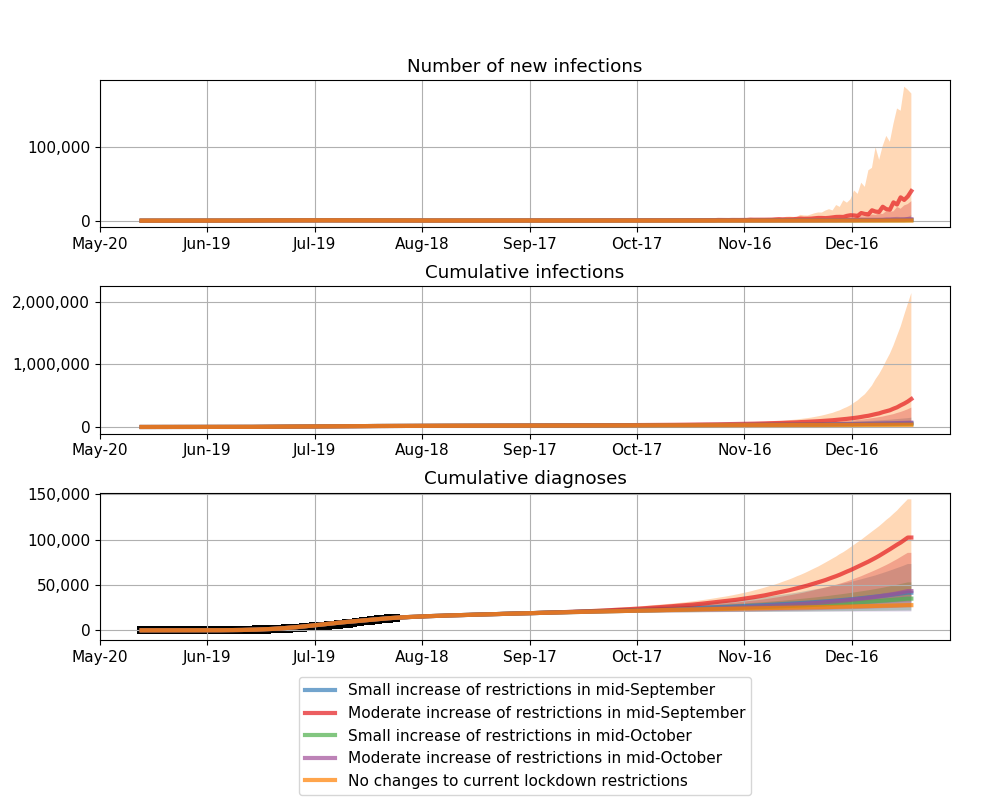 Number of new infections
100,000
0
May-20 Jun-19 Jul-19 Aug-18 Sep-17 Oct-17 Nov-16 Dec-16
Cumulative infections
2,000,000
1,000,000
0
May-20 Jun-19 Jul-19 Aug-18 Sep-17 Oct-17 Nov-16 Dec-16
Cumulative diagnoses
150,000
100,000
50,000
0
May-20 Jun-19 Jul-19 Aug-18 Sep-17 Oct-17 Nov-16 Dec-16
Small increase of restrictions in mid-September
Moderate increase of restrictions in mid-September
Small increase of restrictions in mid-October
Moderate increase of restrictions in mid-October
No changes to current lockdown restrictions